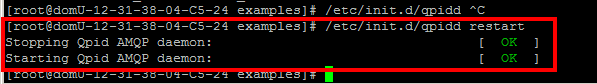 [root@domU-12-31-38-04-C5-24 examples]# /etc/init.d/qpidd ^C
[root@domU-12-31-38-04-C5-24 examples]# /etc/init.d/qpidd restart
Stopping Qpid AMQP daemon: [ OK ]
Starting Qpid AMQP daemon: [ OK ]
[root@domU-12-31-38-04-C5-24 examples]#